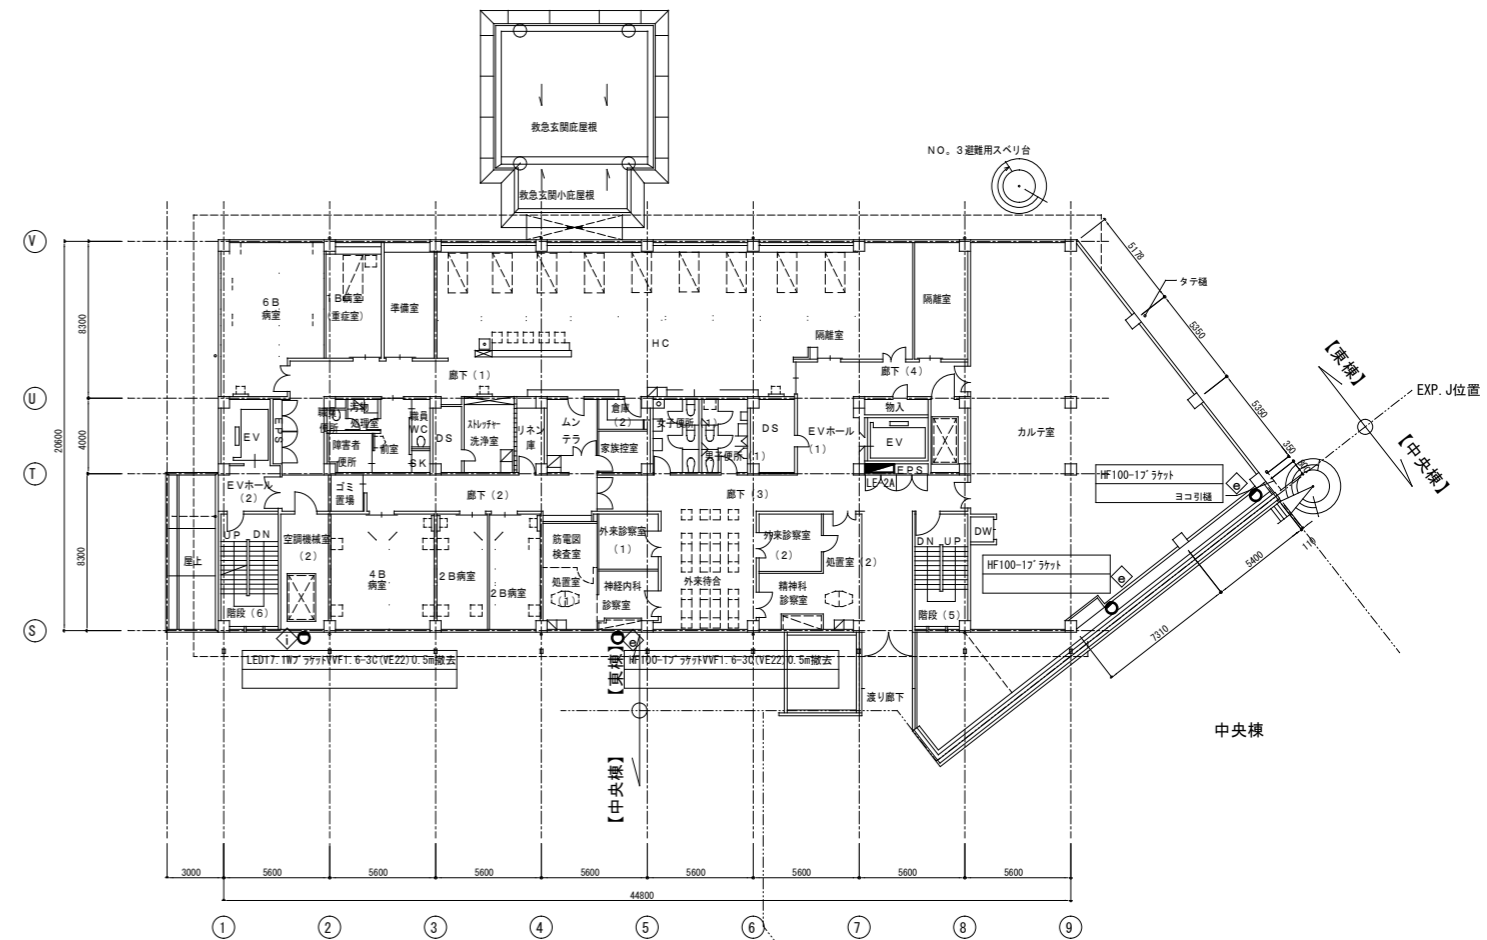 救急玄関庇屋根
NO。3避難用スベリ台
救急玄関小庇屋根
V
5178
タテ樋
6B
病室
1B病室
(重症室)
準備室
隔離室
隔離室
HC
8300
5350
【東棟】
EXP.J位置
廊下(1)
廊下(4)
U
5350
職員
便所
汚物
処理室
職員
WC
ストレッチャー
洗浄室
リネン
庫
ムン
テラ
倉庫
(2)
女子便所(1)
DS
EVホール
(1)
物入
EV
EPS
障害者
便所
前室
DS
家族控室
男子便所(1)
EV
X
カルテ室
4000
20600
350
【中央棟】
SK
EPS
T
LE-2A
HF100-1ブラケット
e
ヨコ引樋
EVホール
(2)
ゴミ
置場
廊下(2)
廊下(3)
UP
DN
空調機械室
(2)
筋電図
検査室
外来診察室
(1)
外来診察室
(2)
処置室(2)
DN
UP
DW
屋上
8300
110
5400
4B
病室
2B病室
2B病室
処置室
(1)
神経内科
診察室
外来待合
精神科
診察室
HF100-1ブラケット
e
X
階段(6)
階段(5)
S
i
e
7310
LED17.1WブラケットVVF1.6-3C(VE22)0.5m撤去
HF100-1ブラケットVVF1.6-3C(VE22)0.5m撤去
【東棟】
渡り廊下
中央棟
【中央棟】
3000
5600
5600
5600
5600
5600
5600
5600
5600
44800
1
2
3
4
5
6
7
8
9